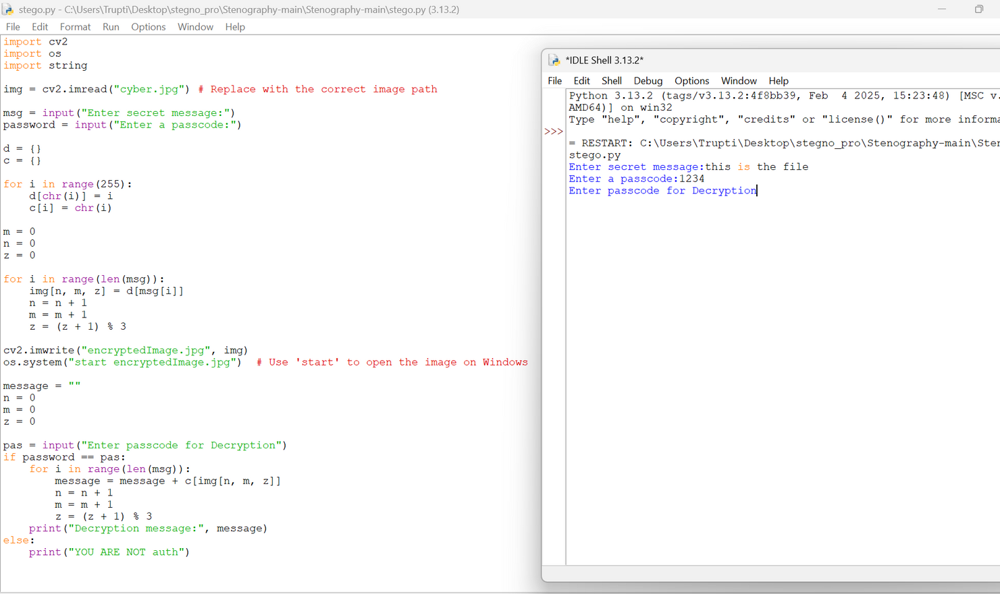 stego.py - C:\Users\Trupti\Desktop\stegno_pro\Stenography-main\Stenography-main\stego.py (3.13.2)
File Edit Format Run Options Window Help
import cv2
import os
import string
img = cv2.imread("cyber.jpg") # Replace with the correct image path
msg = input("Enter secret message:")
password = input("Enter a passcode:")
d = {}
c = {}
for i in range(255):
    d[chr(i)] = i
    c[i] = chr(i)
m = 0
n = 0
z = 0
for i in range(len(msg)):
    img[n, m, z] = d[msg[i]]
    n = n + 1
    m = m + 1
    z = (z + 1) % 3
cv2.imwrite("encryptedImage.jpg", img)
os.system("start encryptedImage.jpg")  # Use 'start' to open the image on Windows
message = ""
n = 0
m = 0
z = 0
pas = input("Enter passcode for Decryption")
if password == pas:
    for i in range(len(msg)):
        message = message + c[img[n, m, z]]
        n = n + 1
        m = m + 1
        z = (z + 1) % 3
    print("Decryption message:", message)
else:
    print("YOU ARE NOT auth")
*IDLE Shell 3.13.2*
File Edit Shell Debug Options Window Help
Python 3.13.2 (tags/v3.13.2:4f8bb39, Feb  4 2025, 15:23:48) [MSC v.
AMD64)] on win32
Type "help", "copyright", "credits" or "license()" for more informa
>>>
= RESTART: C:\Users\Trupti\Desktop\stegno_pro\Stenography-main\Sten
stego.py
Enter secret message:this is the file
Enter a passcode:1234
Enter passcode for Decryption